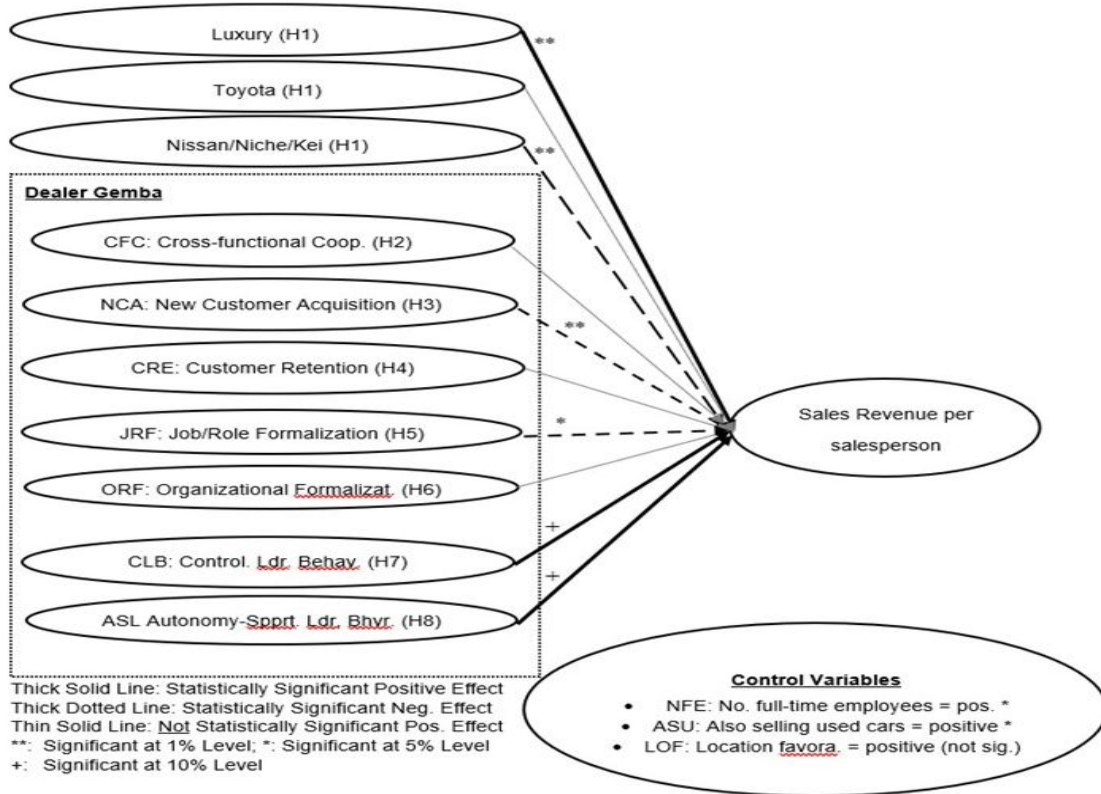 Luxury (H1)
**
Toyota (H1)
Nissan/Niche/Kei (H1)
**
Dealer Gemba
CFC: Cross-functional Coop. (H2)
NCA: New Customer Acquisition (H3)
**
CRE: Customer Retention (H4)
JRF: Job/Role Formalization (H5)
*
ORF: Organizational Formalizat. (H6)
+
CLB: Control. Ldr. Behav. (H7)
+
ASL Autonomy-Spprt. Ldr. Bhvr. (H8)
Sales Revenue per
salesperson
Thick Solid Line: Statistically Significant Positive Effect
Thick Dotted Line: Statistically Significant Neg. Effect
Thin Solid Line: Not Statistically Significant Pos. Effect
**: Significant at 1% Level; *: Significant at 5% Level
+: Significant at 10% Level
Control Variables
• NFE: No. full-time employees = pos. *
• ASU: Also selling used cars = positive *
• LOF: Location favora. = positive (not sig.)